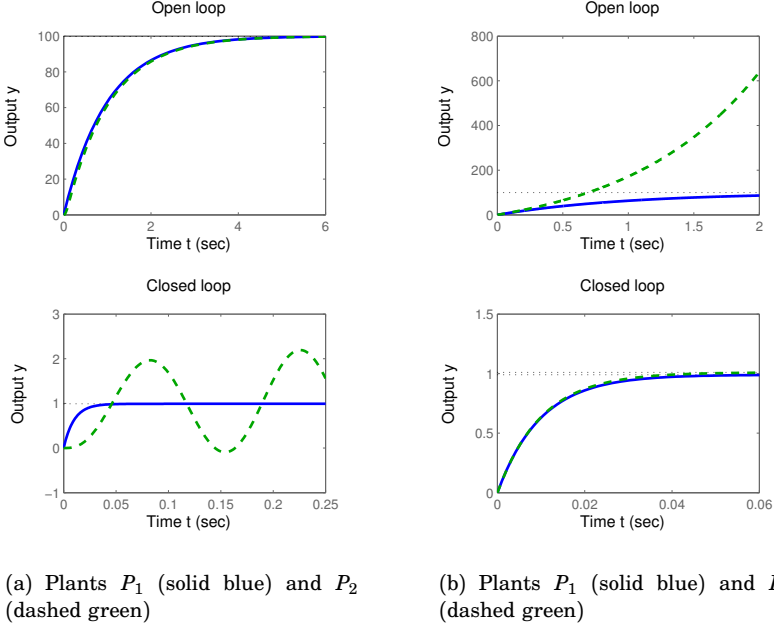 Open loop
100
80
60
40
20
0
Output y
0 2 4 6
Time t (sec)
Open loop
800
600
400
200
0
Output y
0 0.5 1 1.5 2
Time t (sec)
Closed loop
3
2
1
0
−1
Output y
0 0.05 0.1 0.15 0.2 0.25
Time t (sec)
Closed loop
1.5
1
0.5
0
Output y
0 0.02 0.04 0.06
Time t (sec)
(a) Plants P₁ (solid blue) and P₂
(dashed green)
(b) Plants P₁ (solid blue) and
(dashed green)